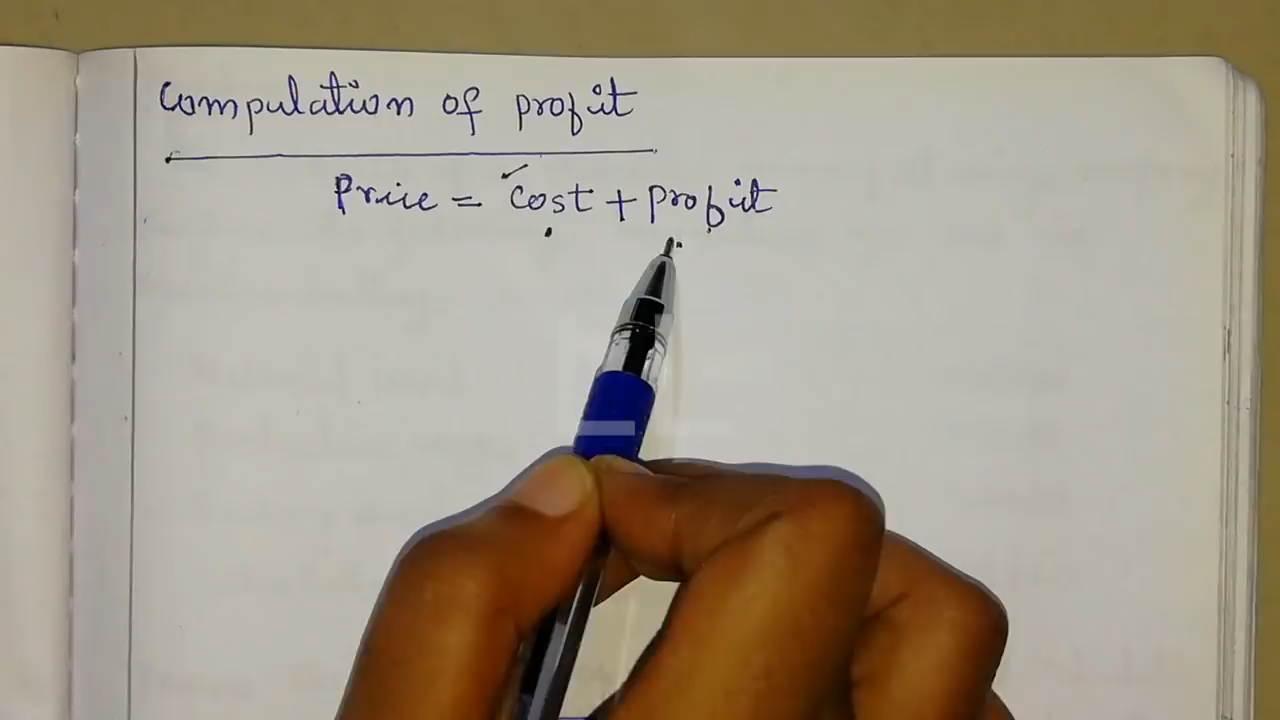 Computation of profit
Price = Cost + Profit